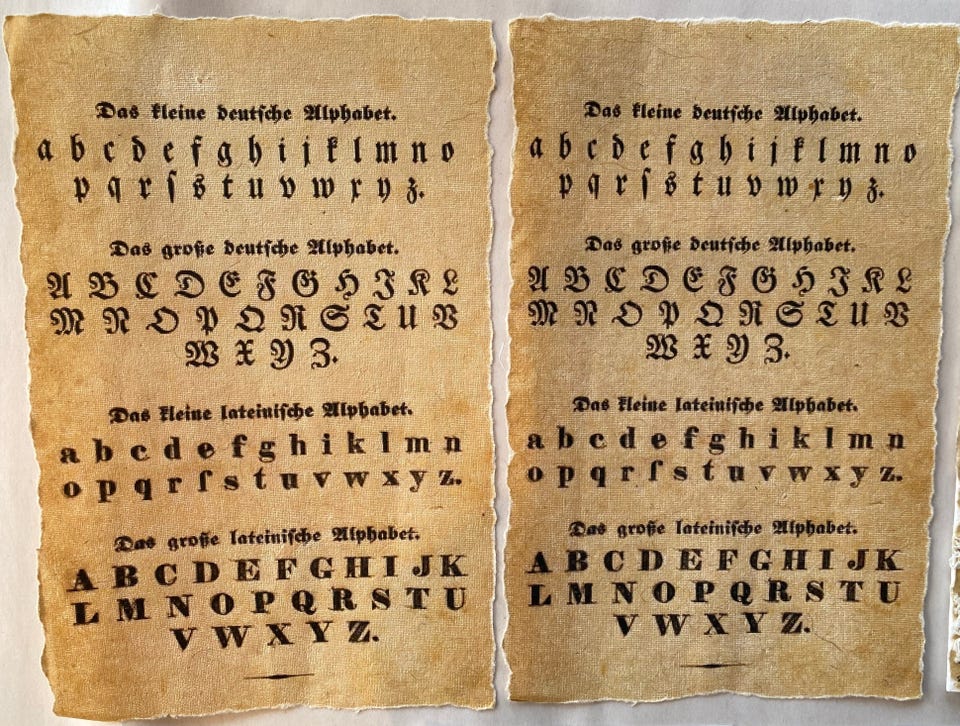 Das kleine deutſche Alphabet.
a b c d e f g h i j k l m n o
p q r ſ s t u v w x y z.
Das große deutſche Alphabet.
A B C D E F G H J K L
M N O P Q R S T U V
W X Y Z.
Das kleine lateiniſche Alphabet.
a b c d e f g h i k l m n
o p q r ſ s t u v w x y z.
Das große lateiniſche Alphabet.
A B C D E F G H I J K
L M N O P Q R S T U
V W X Y Z.
Das kleine deutſche Alphabet.
a b c d e f g h i j k l m n o
p q r ſ s t u v w x y z.
Das große deutſche Alphabet.
A B C D E F G H J K L
M N O P Q R S T U V
W X Y Z.
Das kleine lateiniſche Alphabet.
a b c d e f g h i k l m n
o p q r ſ s t u v w x y z.
Das große lateiniſche Alphabet.
A B C D E F G H I J K
L M N O P Q R S T U
V W X Y Z.